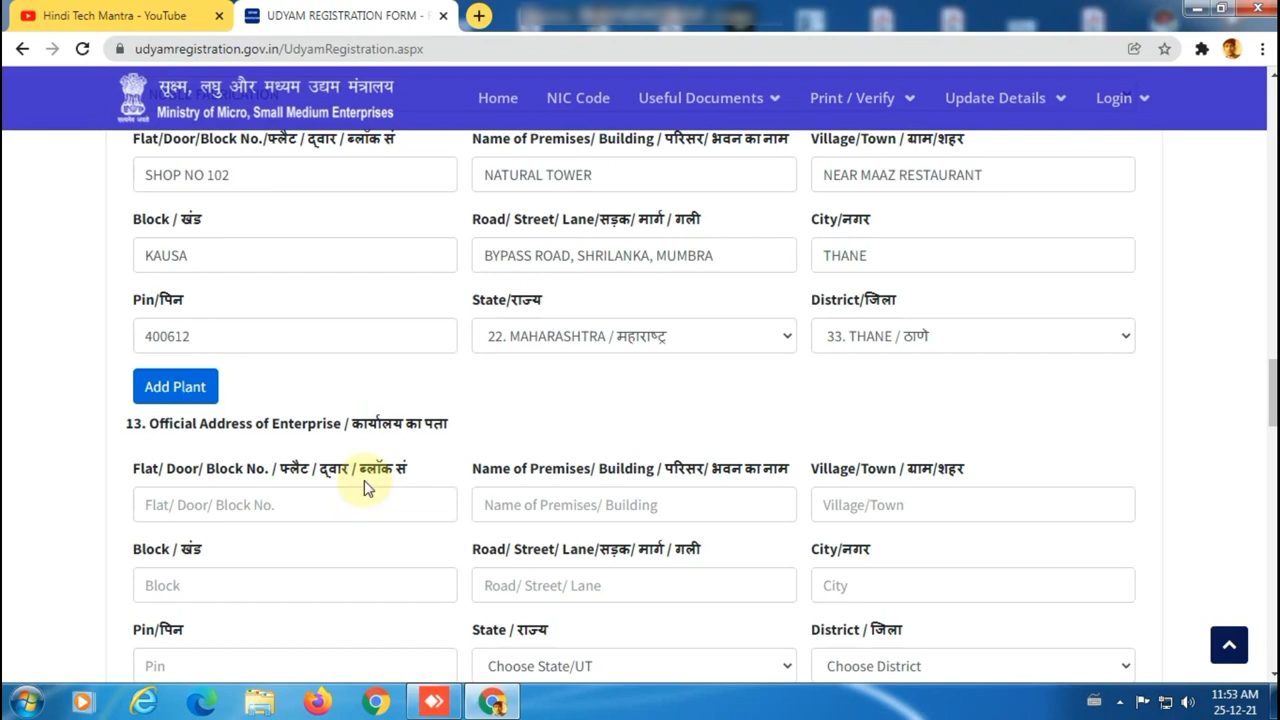 Hindi Tech Mantra - YouTube
UDYAM REGISTRATION FORM -
udyamregistration.gov.in/UdyamRegistration.aspx
सूक्ष्म, लघु और मध्यम उद्यम मंत्रालय
Ministry of Micro, Small Medium Enterprises
Home NIC Code Useful Documents Print / Verify Update Details Login
Flat/Door/Block No./फ्लैट / द्वार / ब्लॉक सं Name of Premises/ Building / परिसर/ भवन का नाम Village/Town / ग्राम/शहर
SHOP NO 102 NATURAL TOWER NEAR MAAZ RESTAURANT
Block / खंड Road/ Street/ Lane/सड़क/ मार्ग / गली City/नगर
KAUSA BYPASS ROAD, SHRILANKA, MUMBRA THANE
Pin/पिन State/राज्य District/जिला
400612 22. MAHARASHTRA / महाराष्ट्र 33. THANE / ठाणे
Add Plant
13. Official Address of Enterprise / कार्यालय का पता
Flat/ Door/ Block No. / फ्लैट / द्वार / ब्लॉक सं Name of Premises/ Building / परिसर/ भवन का नाम Village/Town / ग्राम/शहर
Flat/ Door/ Block No. Name of Premises/ Building Village/Town
Block / खंड Road/ Street/ Lane/सड़क/ मार्ग / गली City/नगर
Block Road/ Street/ Lane City
Pin/पिन State / राज्य District / जिला
Pin Choose State/UT Choose District
11:53 AM
25-12-21